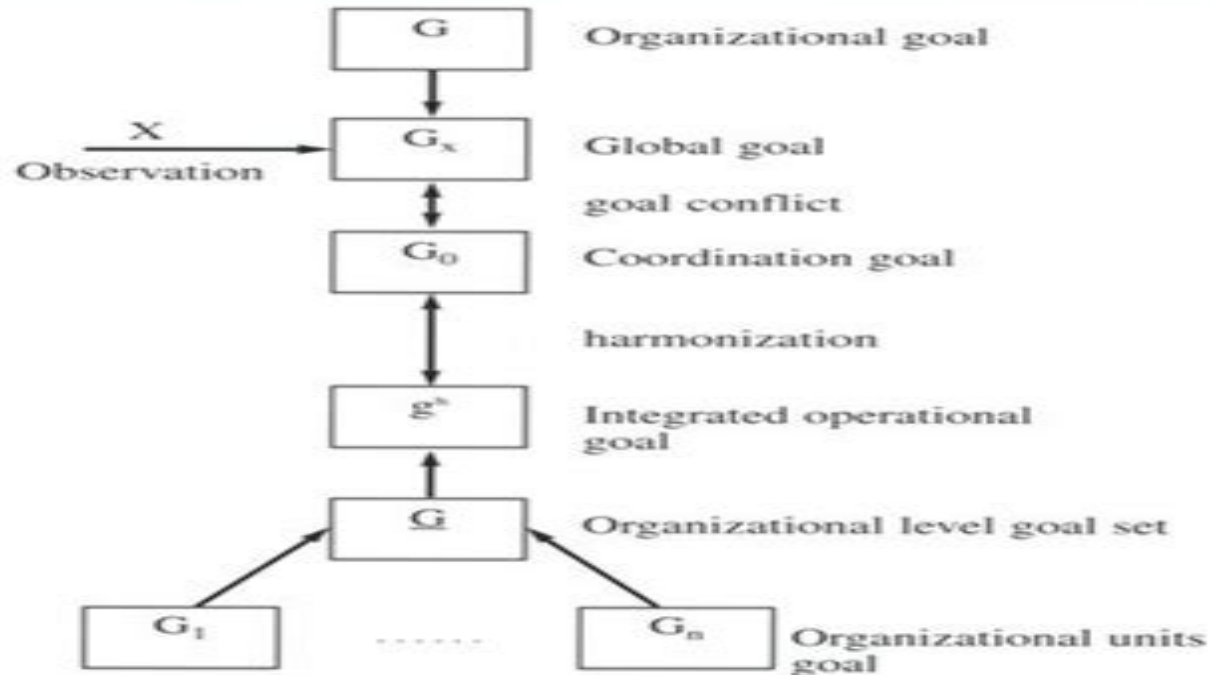 G
Organizational goal
X
Observation
Gₓ
Global goal
goal conflict
G₀
Coordination goal
harmonization
Integrated operational
goal
G
Organizational level goal set
G₁
......
Gₙ
Organizational units
goal